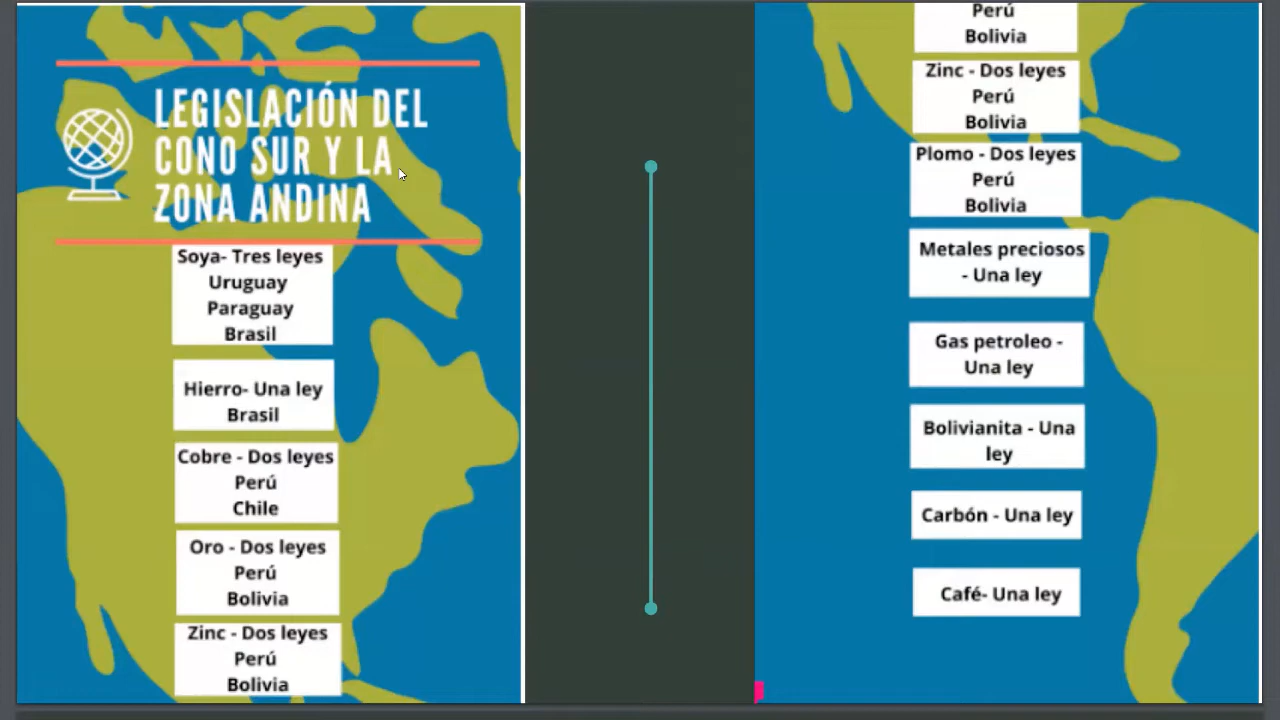 LEGISLACIÓN DEL
CONO SUR Y LA
ZONA ANDINA
Soya- Tres leyes
Uruguay
Paraguay
Brasil
Hierro- Una ley
Brasil
Cobre - Dos leyes
Perú
Chile
Oro - Dos leyes
Perú
Bolivia
Zinc - Dos leyes
Perú
Bolivia
Perú
Bolivia
Zinc - Dos leyes
Perú
Bolivia
Plomo - Dos leyes
Perú
Bolivia
Metales preciosos
- Una ley
Gas petroleo -
Una ley
Bolivianita - Una
ley
Carbón - Una ley
Café- Una ley